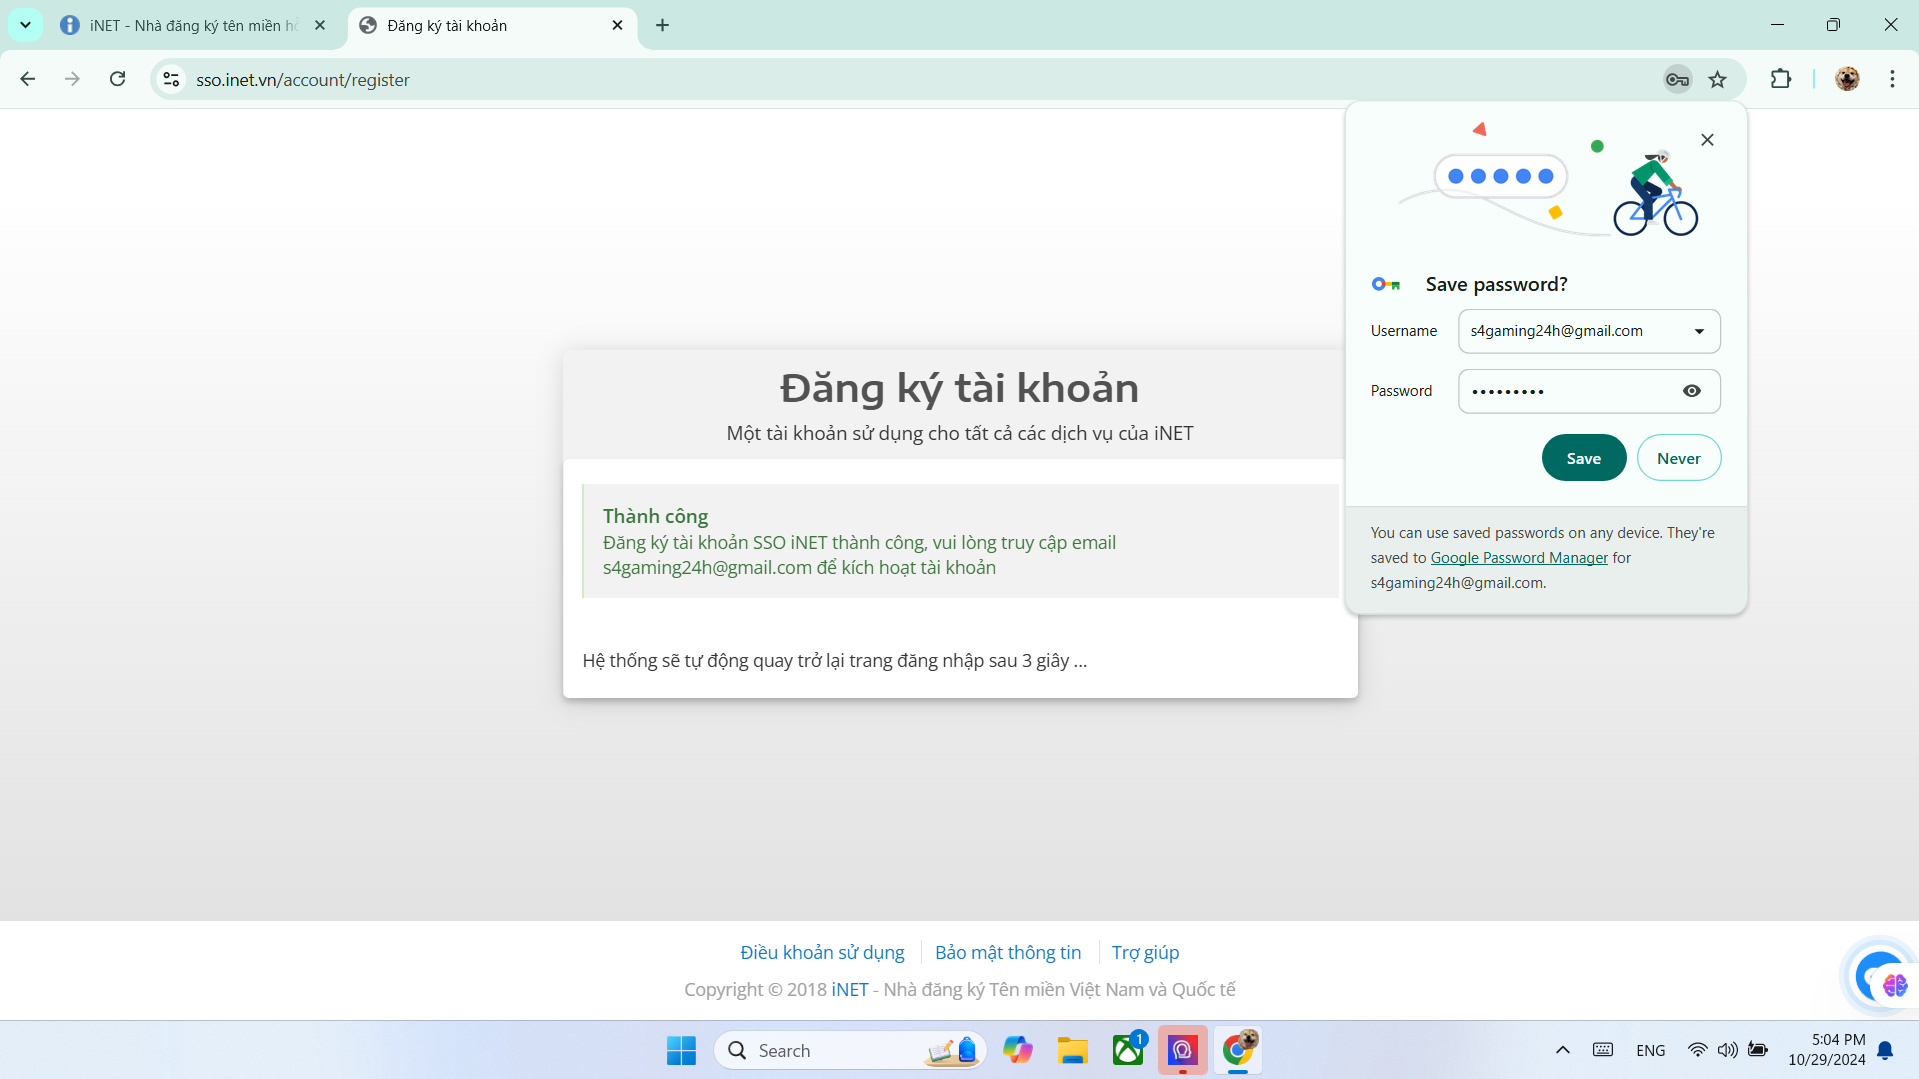 iNET - Nhà đăng ký tên miền hà
Đăng ký tài khoản
sso.inet.vn/account/register
Save password?
Username
s4gaming24h@gmail.com
Password
•••••••••
Save
Never
You can use saved passwords on any device. They're
saved to Google Password Manager for
s4gaming24h@gmail.com.
Đăng ký tài khoản
Một tài khoản sử dụng cho tất cả các dịch vụ của iNET
Thành công
Đăng ký tài khoản SSO iNET thành công, vui lòng truy cập email
s4gaming24h@gmail.com để kích hoạt tài khoản
Hệ thống sẽ tự động quay trở lại trang đăng nhập sau 3 giây ...
Điều khoản sử dụng
Bảo mật thông tin
Trợ giúp
Copyright © 2018 iNET - Nhà đăng ký Tên miền Việt Nam và Quốc tế
Search
1
ENG
5:04 PM
10/29/2024